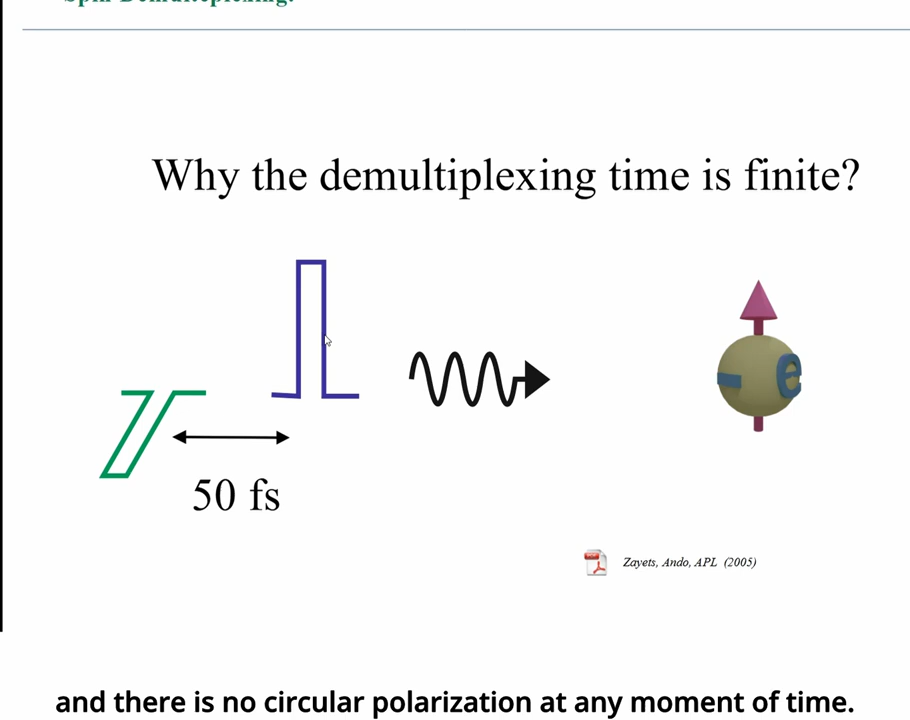 Why the demultiplexing time is finite?
e
50 fs
Zayets, Ando, APL (2005)
and there is no circular polarization at any moment of time.